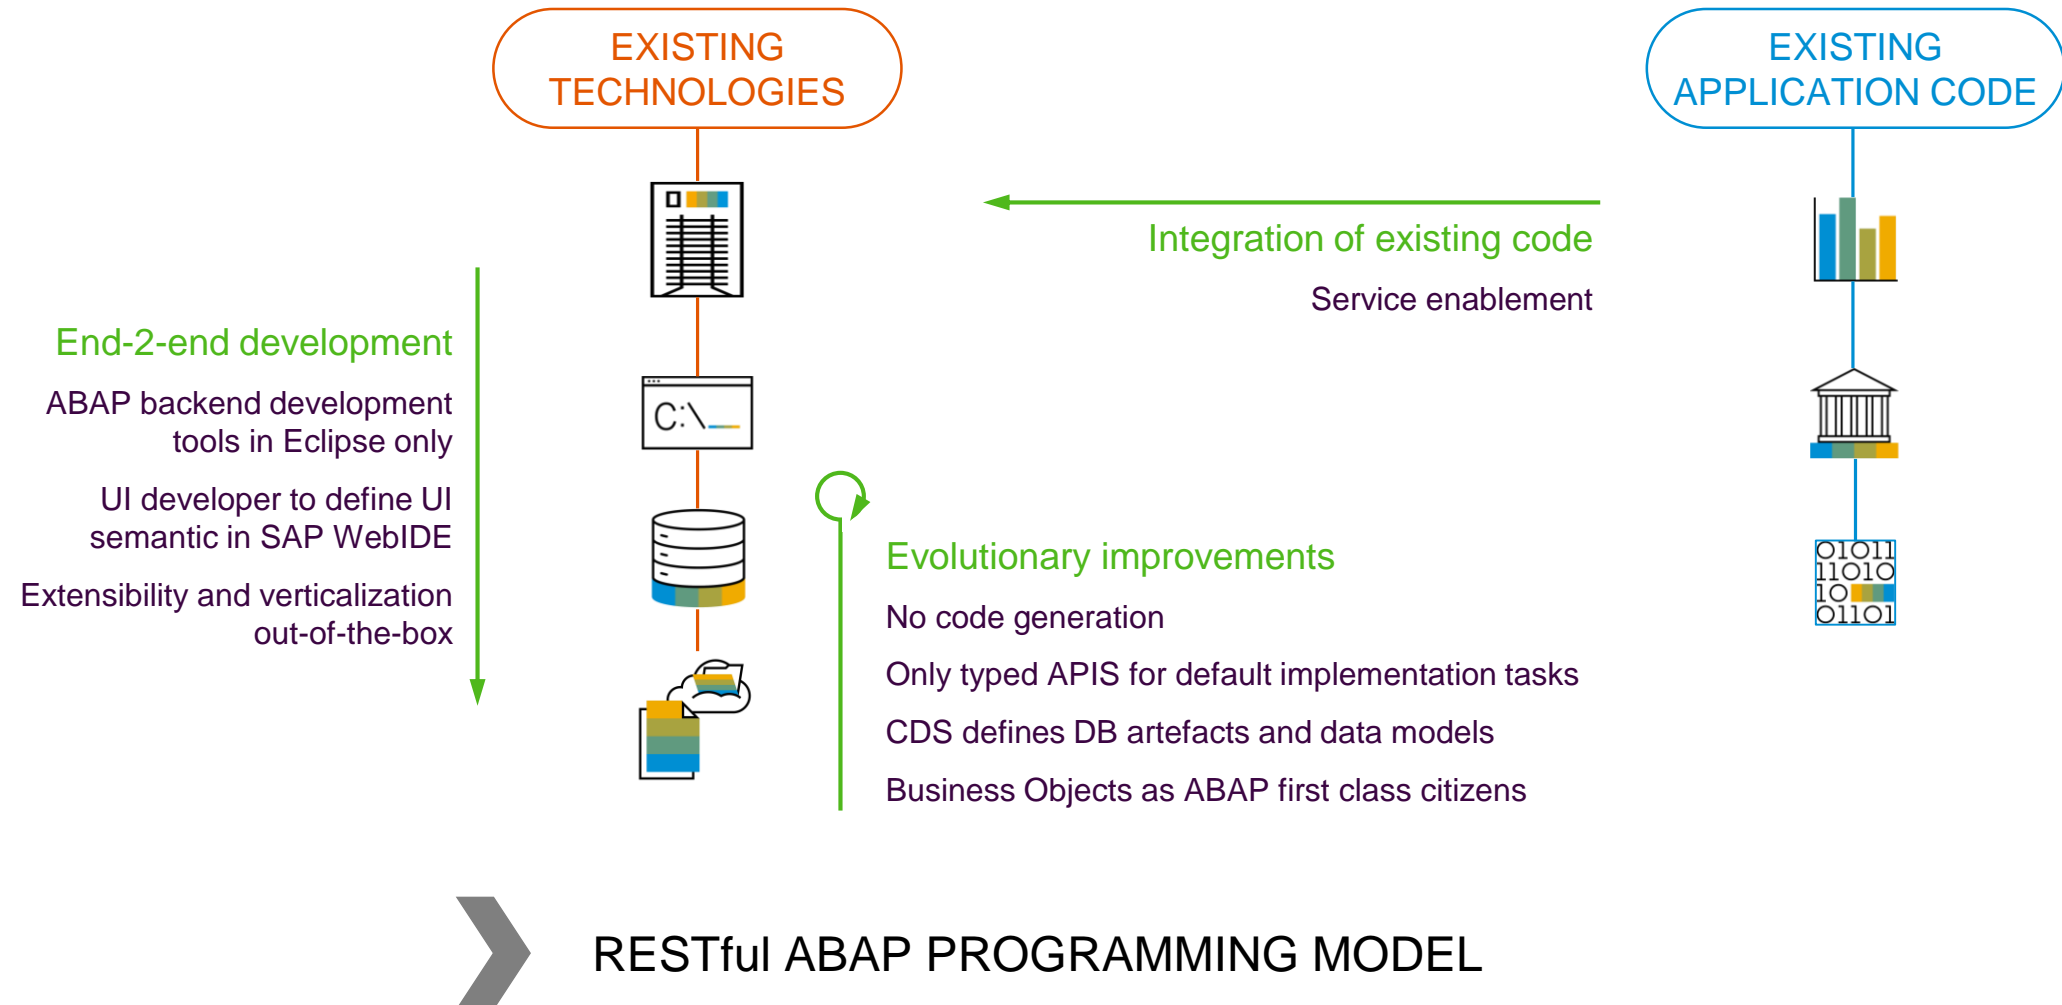 EXISTING
TECHNOLOGIES
EXISTING
APPLICATION CODE
Integration of existing code
Service enablement
End-2-end development
ABAP backend development
tools in Eclipse only
UI developer to define UI
semantic in SAP WebIDE
Extensibility and verticalization
out-of-the-box
C:\
Evolutionary improvements
No code generation
Only typed APIS for default implementation tasks
CDS defines DB artefacts and data models
Business Objects as ABAP first class citizens
01011
11010
10
01101
RESTful ABAP PROGRAMMING MODEL